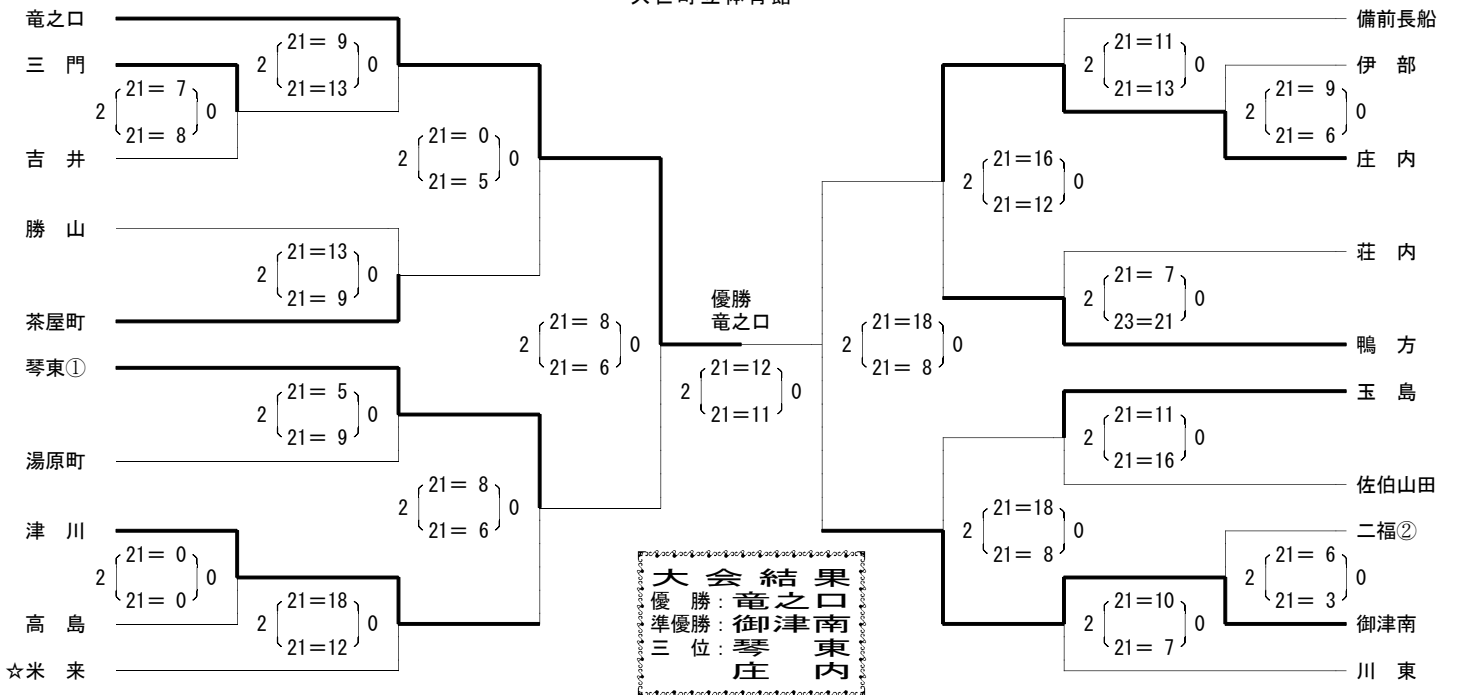 竜之口
三　門
21＝ 7
2
0
21＝ 8
吉　井
21＝ 9
2
0
21＝13
勝　山
21＝13
2
0
21＝ 9
茶屋町
21＝ 0
2
0
21＝ 5
琴東①
21＝ 5
2
0
21＝ 9
湯原町
津　川
21＝ 0
2
0
21＝ 0
高　島
21＝18
2
0
21＝12
☆米　来
21＝ 8
2
0
21＝ 6
21＝ 8
2
0
21＝ 6
優勝
竜之口
21＝12
2
0
21＝11
備前長船
伊　部
21＝ 9
2
0
21＝ 6
庄　内
21＝11
2
0
21＝13
21＝16
2
0
21＝12
荘　内
21＝ 7
2
0
23＝21
鴨　方
21＝18
2
0
21＝ 8
玉　島
21＝11
2
0
21＝16
佐伯山田
21＝18
2
0
21＝ 8
二福②
21＝ 6
2
0
21＝ 3
御津南
21＝10
2
0
21＝ 7
川　東
大 会 結 果
優　勝：竜之口
準優勝：御津南
三　位：琴　東
庄　内